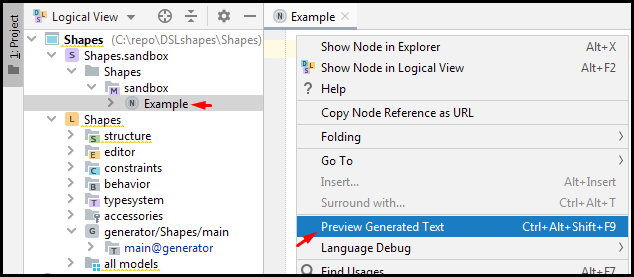 1: Project
Logical View
Shapes (C:\repo\DSLshapes\Shapes)
S Shapes.sandbox
Shapes
M sandbox
N Example
L Shapes
S structure
E editor
C constraints
B behavior
T typesystem
accessories
generator/Shapes/main
T main@generator
all models
N Example
Show Node in Explorer Alt+X
DSL Show Node in Logical View Alt+F2
? Help
Copy Node Reference as URL
Folding
Go To
Insert... Alt+Insert
Surround with... Ctrl+Alt+T
Preview Generated Text Ctrl+Alt+Shift+F9
Language Debug
Find Usages Alt+F7